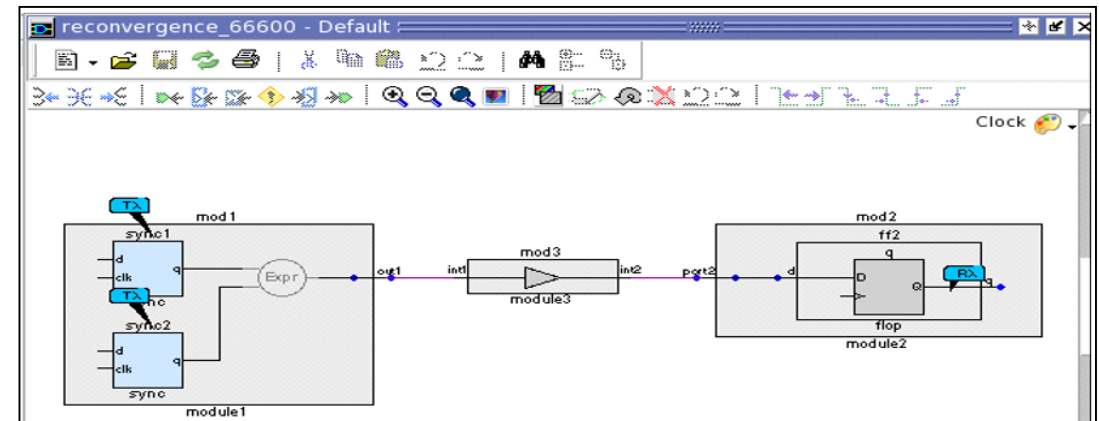 reconvergence_66600 - Default
Clock
TX
mod1
sync1
d
clk
q
TX
sync2
d
clk
q
sync
module1
Expr
out1
int1
mod3
int2
module3
port2
mod2
ff2
q
d
D
Q
RX
q
flop
module2